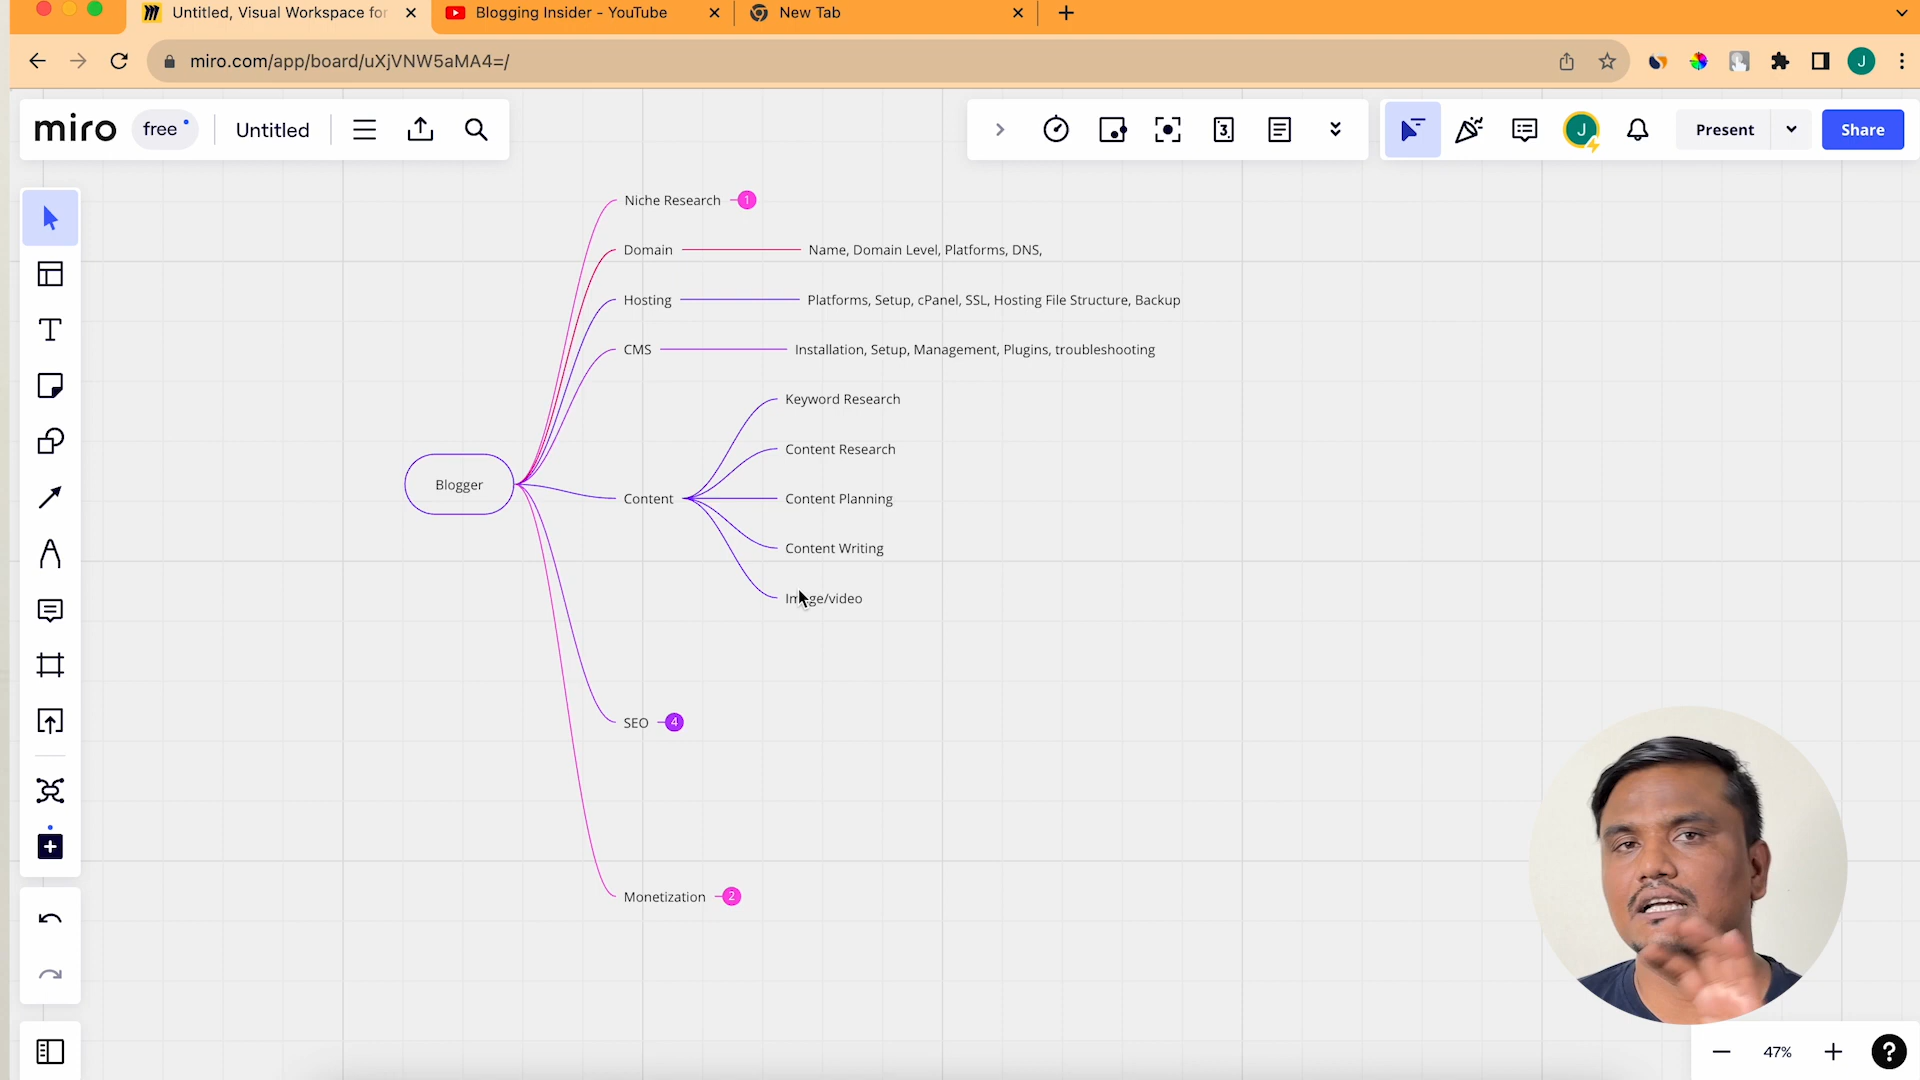 Untitled, Visual Workspace for
Blogging Insider - YouTube
New Tab
miro.com/app/board/uXjVNW5aMA4=/
J
miro
free
Untitled
3
J
Present
Share
Niche Research
1
Domain
Name, Domain Level, Platforms, DNS,
Hosting
Platforms, Setup, cPanel, SSL, Hosting File Structure, Backup
CMS
Installation, Setup, Management, Plugins, troubleshooting
Keyword Research
Content Research
Blogger
Content
Content Planning
Content Writing
Image/video
SEO
4
Monetization
2
47%
?